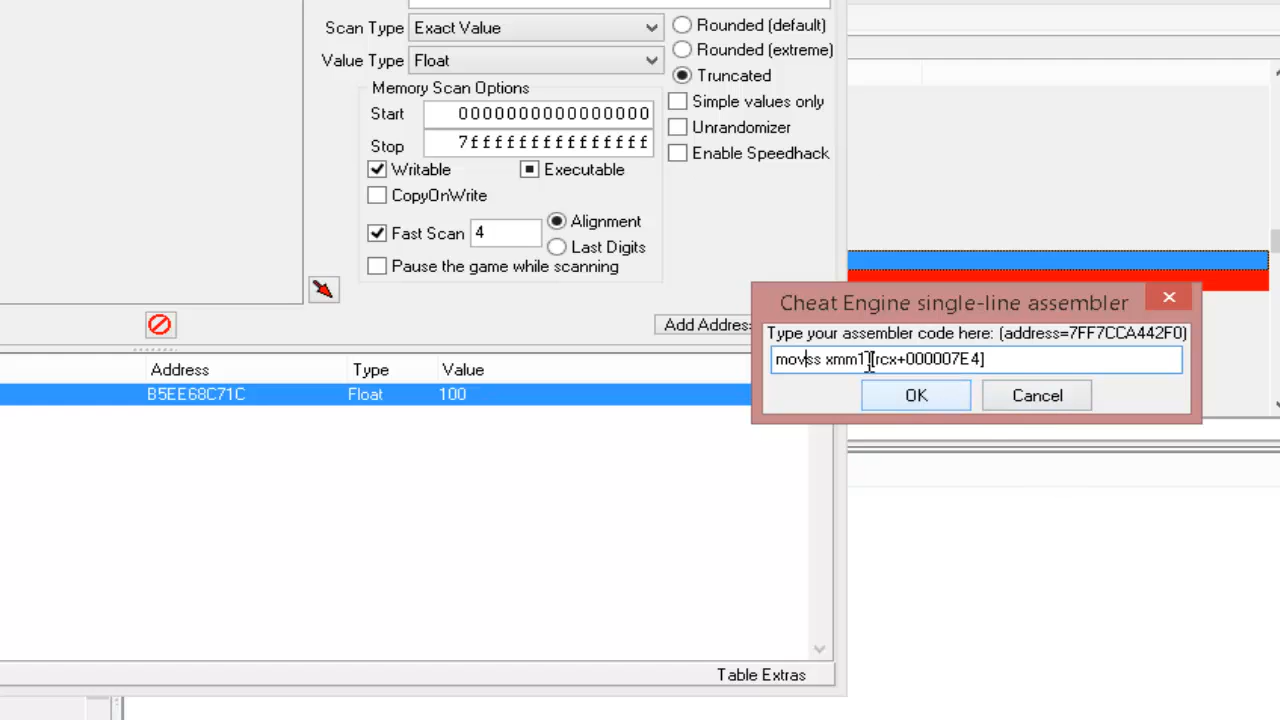 Scan Type Exact Value
Value Type Float
Rounded (default)
Rounded (extreme)
Truncated
Memory Scan Options
Start 0000000000000000
Stop 7fffffffffffffff
Simple values only
Unrandomizer
Enable Speedhack
Writable Executable
CopyOnWrite
Fast Scan 4
Alignment
Last Digits
Pause the game while scanning
Add Address
Cheat Engine single-line assembler
Type your assembler code here: (address=7FF7CCA442F0)
movss xmm1,[rcx+000007E4]
OK Cancel
Address Type Value
B5EE68C71C Float 100
Table Extras